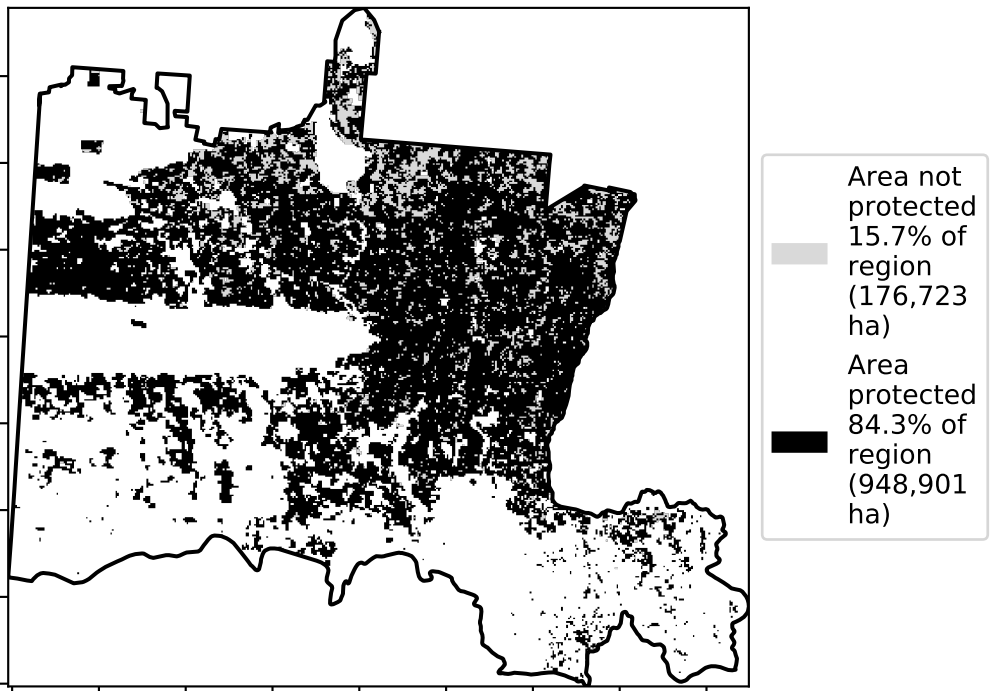 Area not
protected
15.7% of
region
(176,723
ha)
Area
protected
84.3% of
region
(948,901
ha)